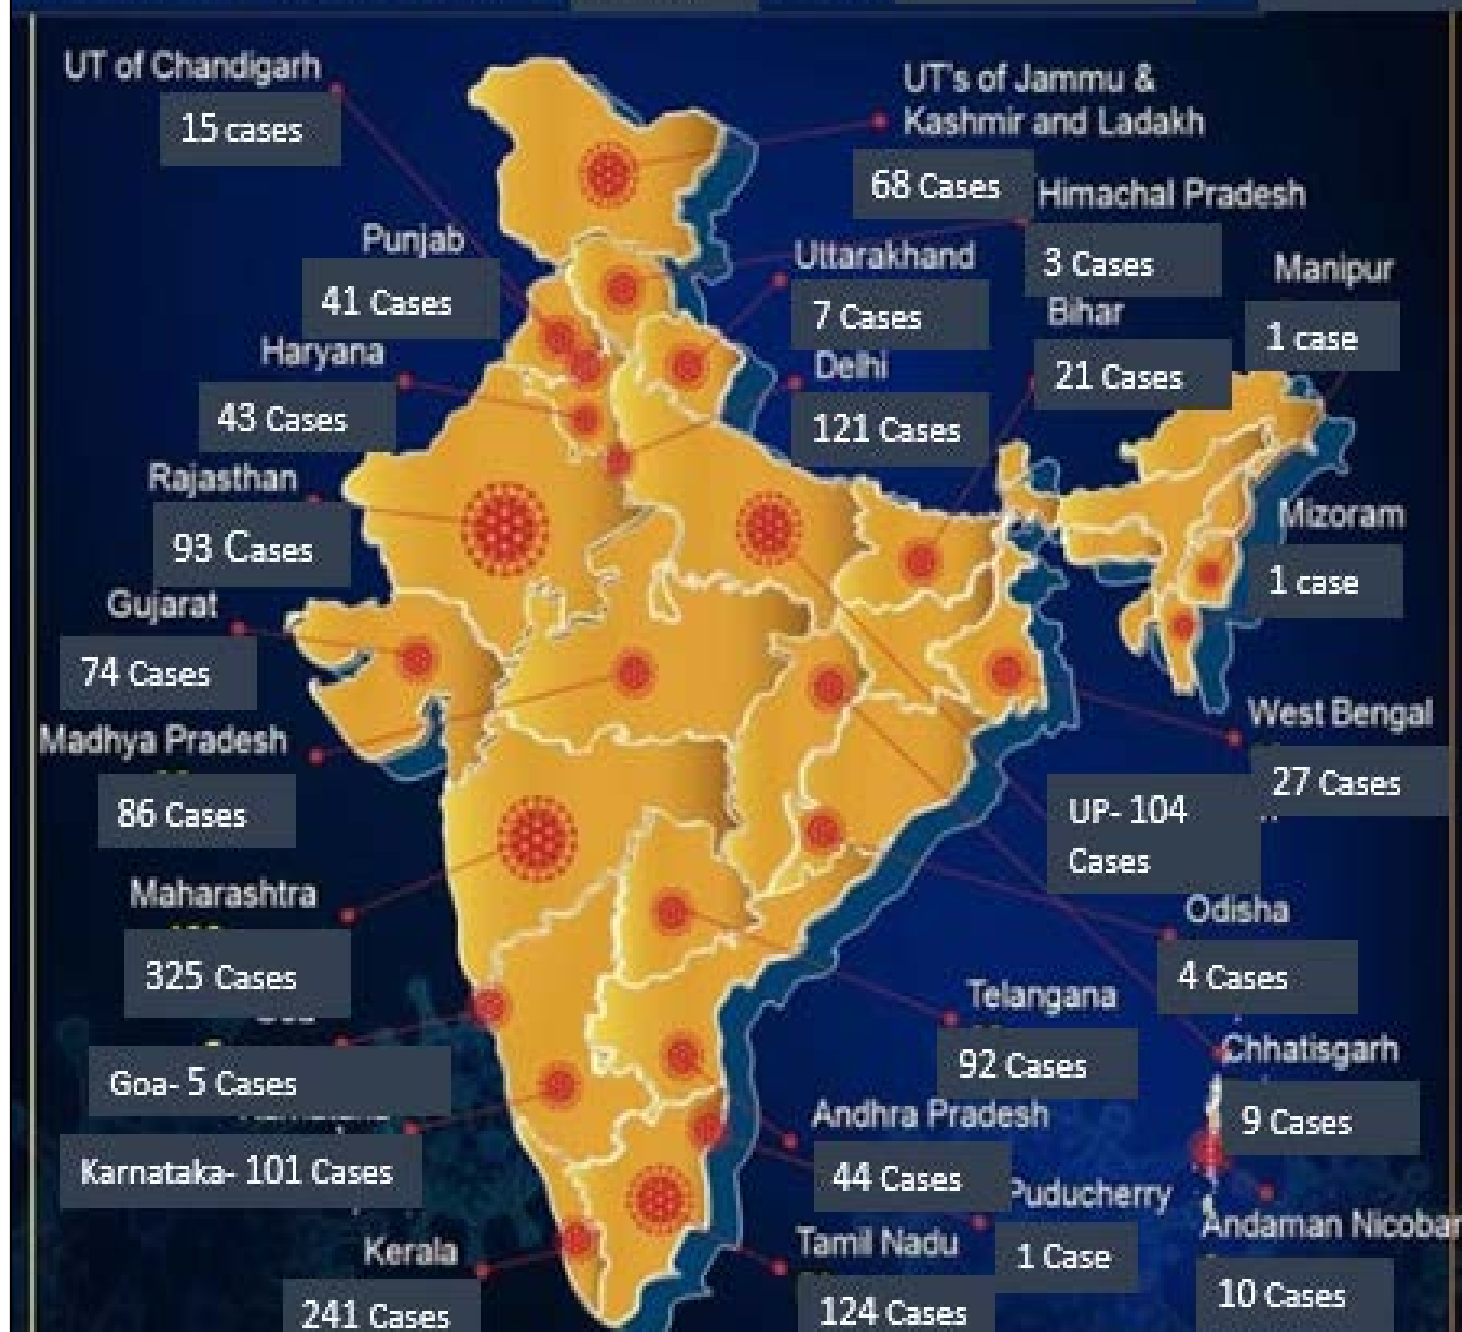 UT of Chandigarh
15 cases
UT's of Jammu &
Kashmir and Ladakh
68 Cases
Himachal Pradesh
3 Cases
Punjab
41 Cases
Uttarakhand
7 Cases
Manipur
1 case
Bihar
21 Cases
Haryana
43 Cases
Delhi
121 Cases
Rajasthan
93 Cases
Mizoram
1 case
Gujarat
74 Cases
Madhya Pradesh
86 Cases
West Bengal
27 Cases
UP- 104
Cases
Maharashtra
325 Cases
Odisha
4 Cases
Telangana
92 Cases
Goa- 5 Cases
Chhatisgarh
9 Cases
Karnataka- 101 Cases
Andhra Pradesh
44 Cases
Puducherry
1 Case
Andaman Nicobar
10 Cases
Kerala
241 Cases
Tamil Nadu
124 Cases